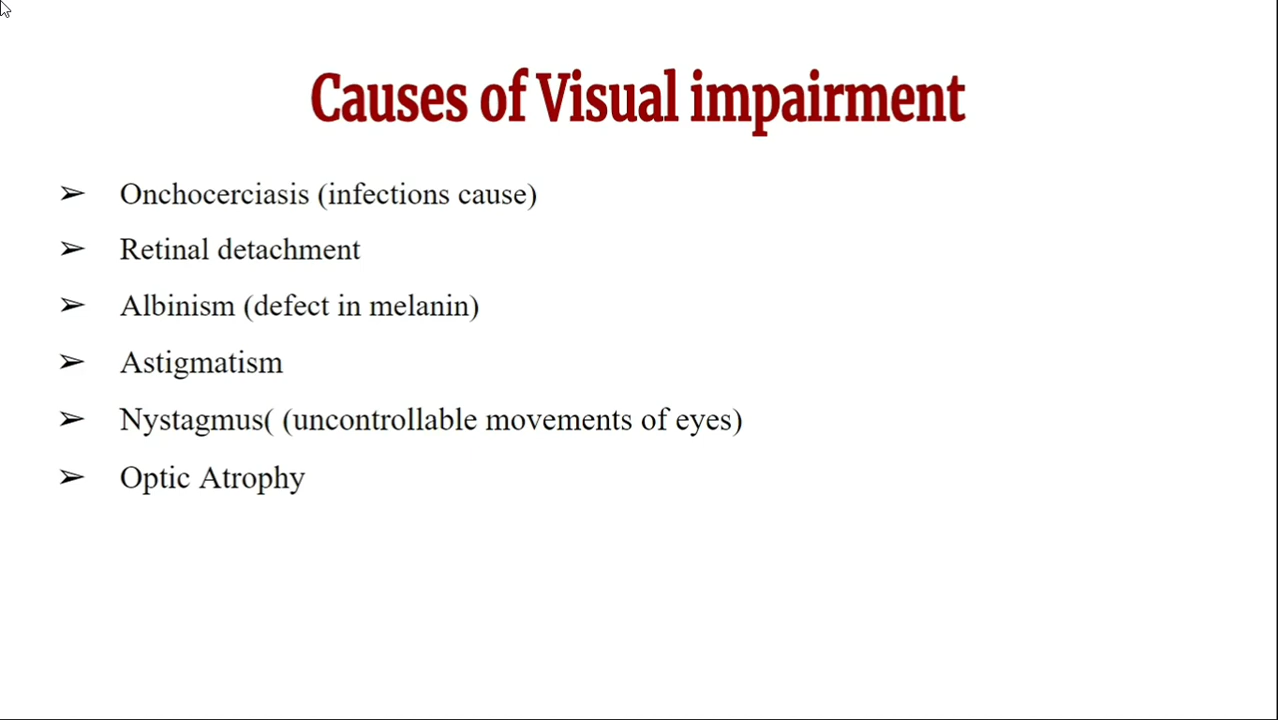 Causes of Visual impairment
➢ Onchocerciasis (infections cause)
➢ Retinal detachment
➢ Albinism (defect in melanin)
➢ Astigmatism
➢ Nystagmus( (uncontrollable movements of eyes)
➢ Optic Atrophy